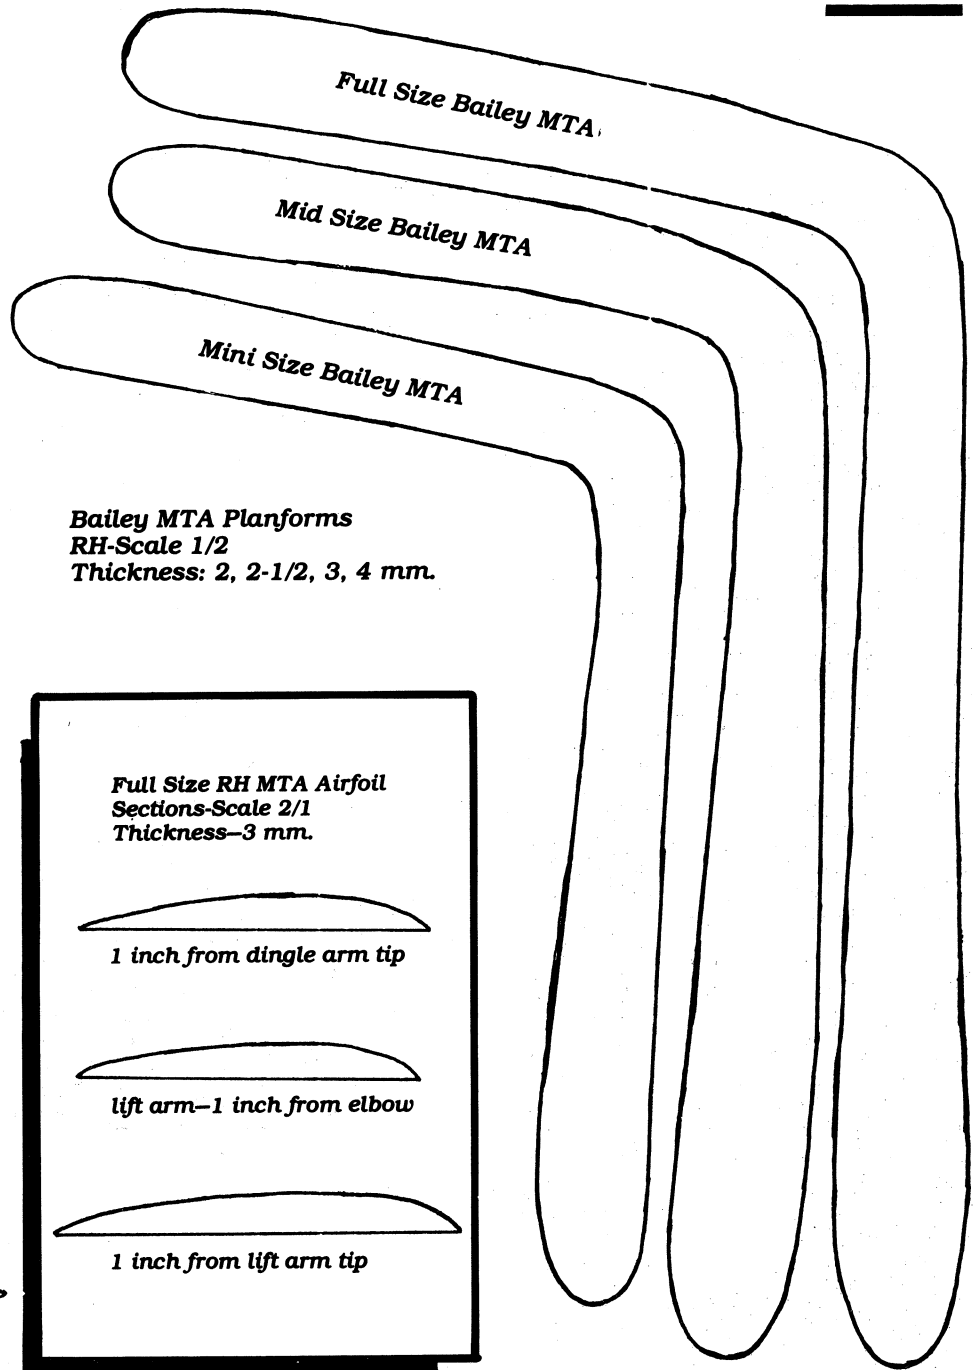 Full Size Bailey MTA
Mid Size Bailey MTA
Mini Size Bailey MTA
Bailey MTA Planforms
RH-Scale 1/2
Thickness: 2, 2-1/2, 3, 4 mm.
Full Size RH MTA Airfoil
Sections-Scale 2/1
Thickness—3 mm.
1 inch from dingle arm tip
lift arm—1 inch from elbow
1 inch from lift arm tip